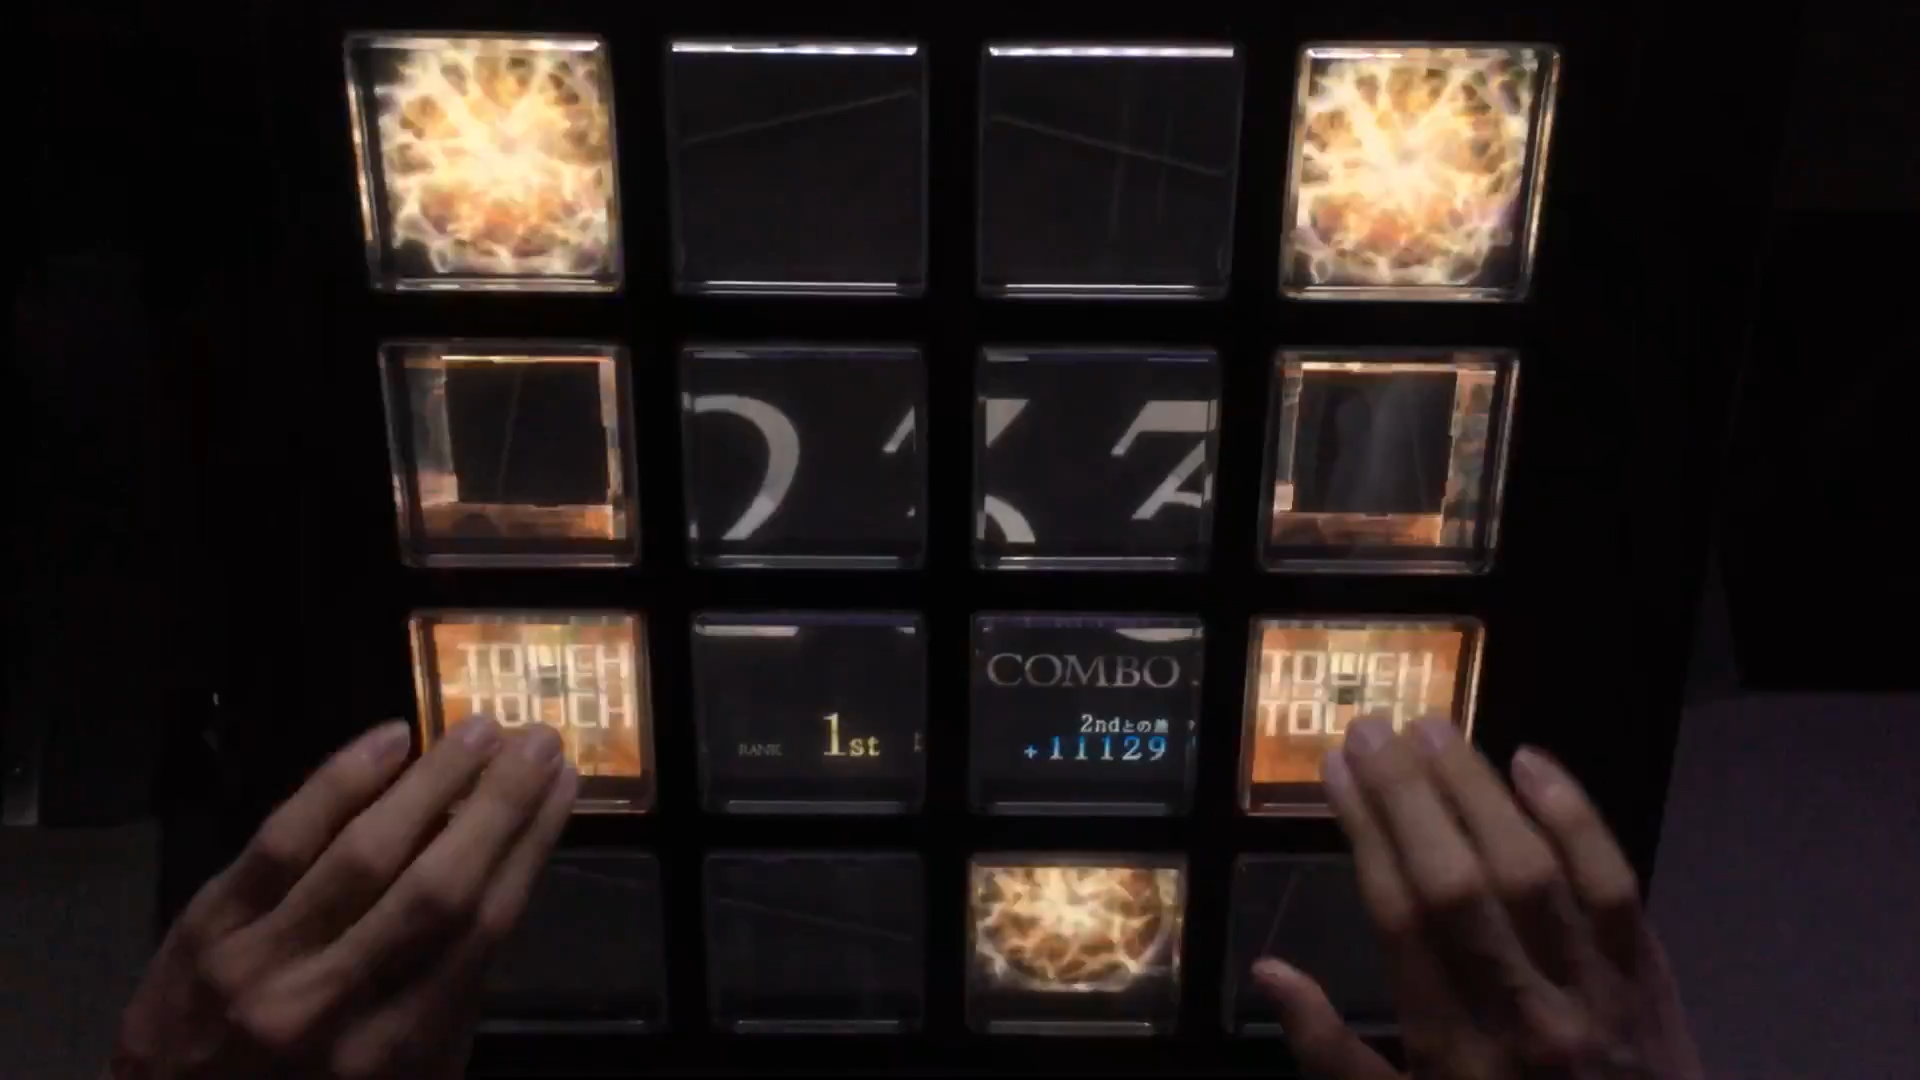 TOUCH
TOUCH
RANK 1st
COMBO
2ndとの差
+11129
TOUCH
TOUCH